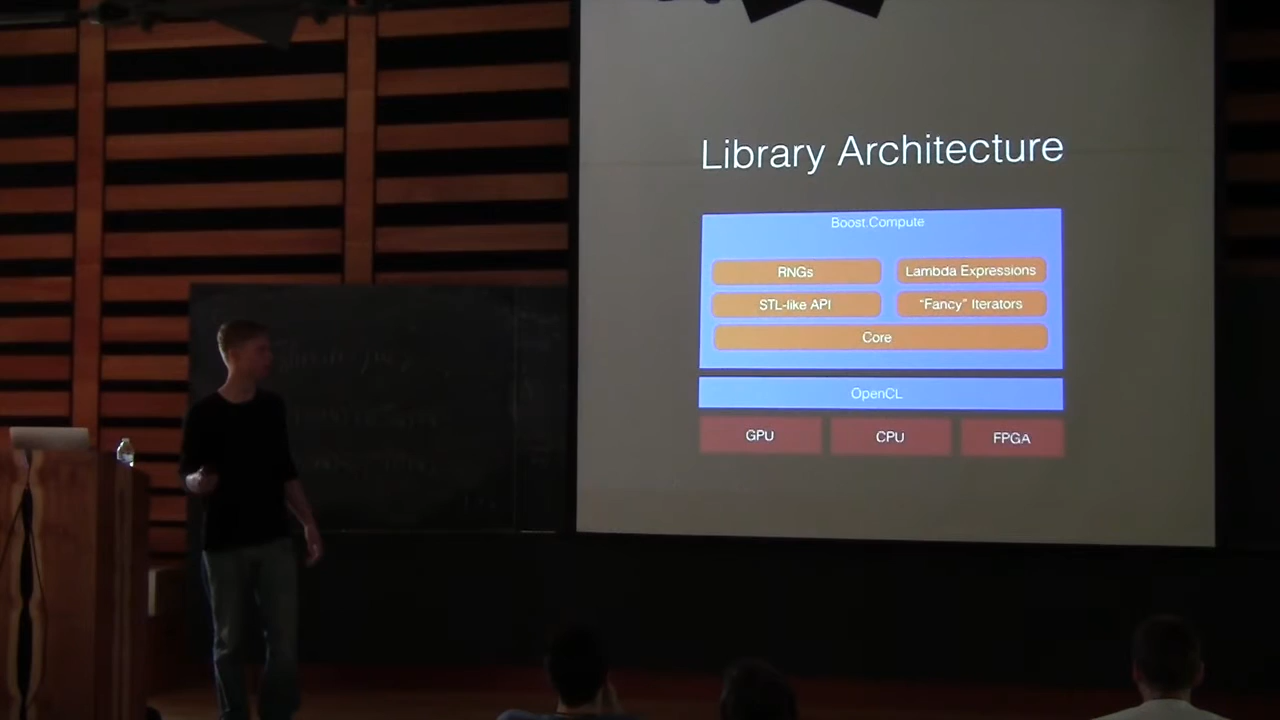 Library Architecture
Boost.Compute
RNGs
Lambda Expressions
STL-like API
“Fancy” Iterators
Core
OpenCL
GPU
CPU
FPGA